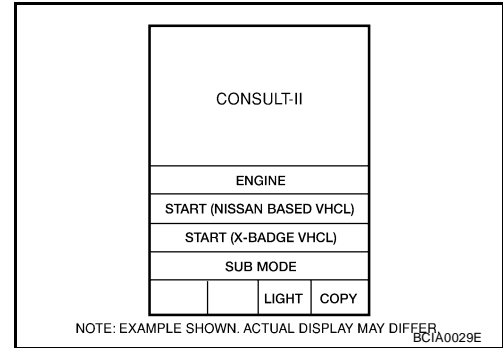 CONSULT-II
ENGINE
START (NISSAN BASED VHCL)
START (X-BADGE VHCL)
SUB MODE
LIGHT COPY
NOTE: EXAMPLE SHOWN. ACTUAL DISPLAY MAY DIFFER.
BCIA0029E